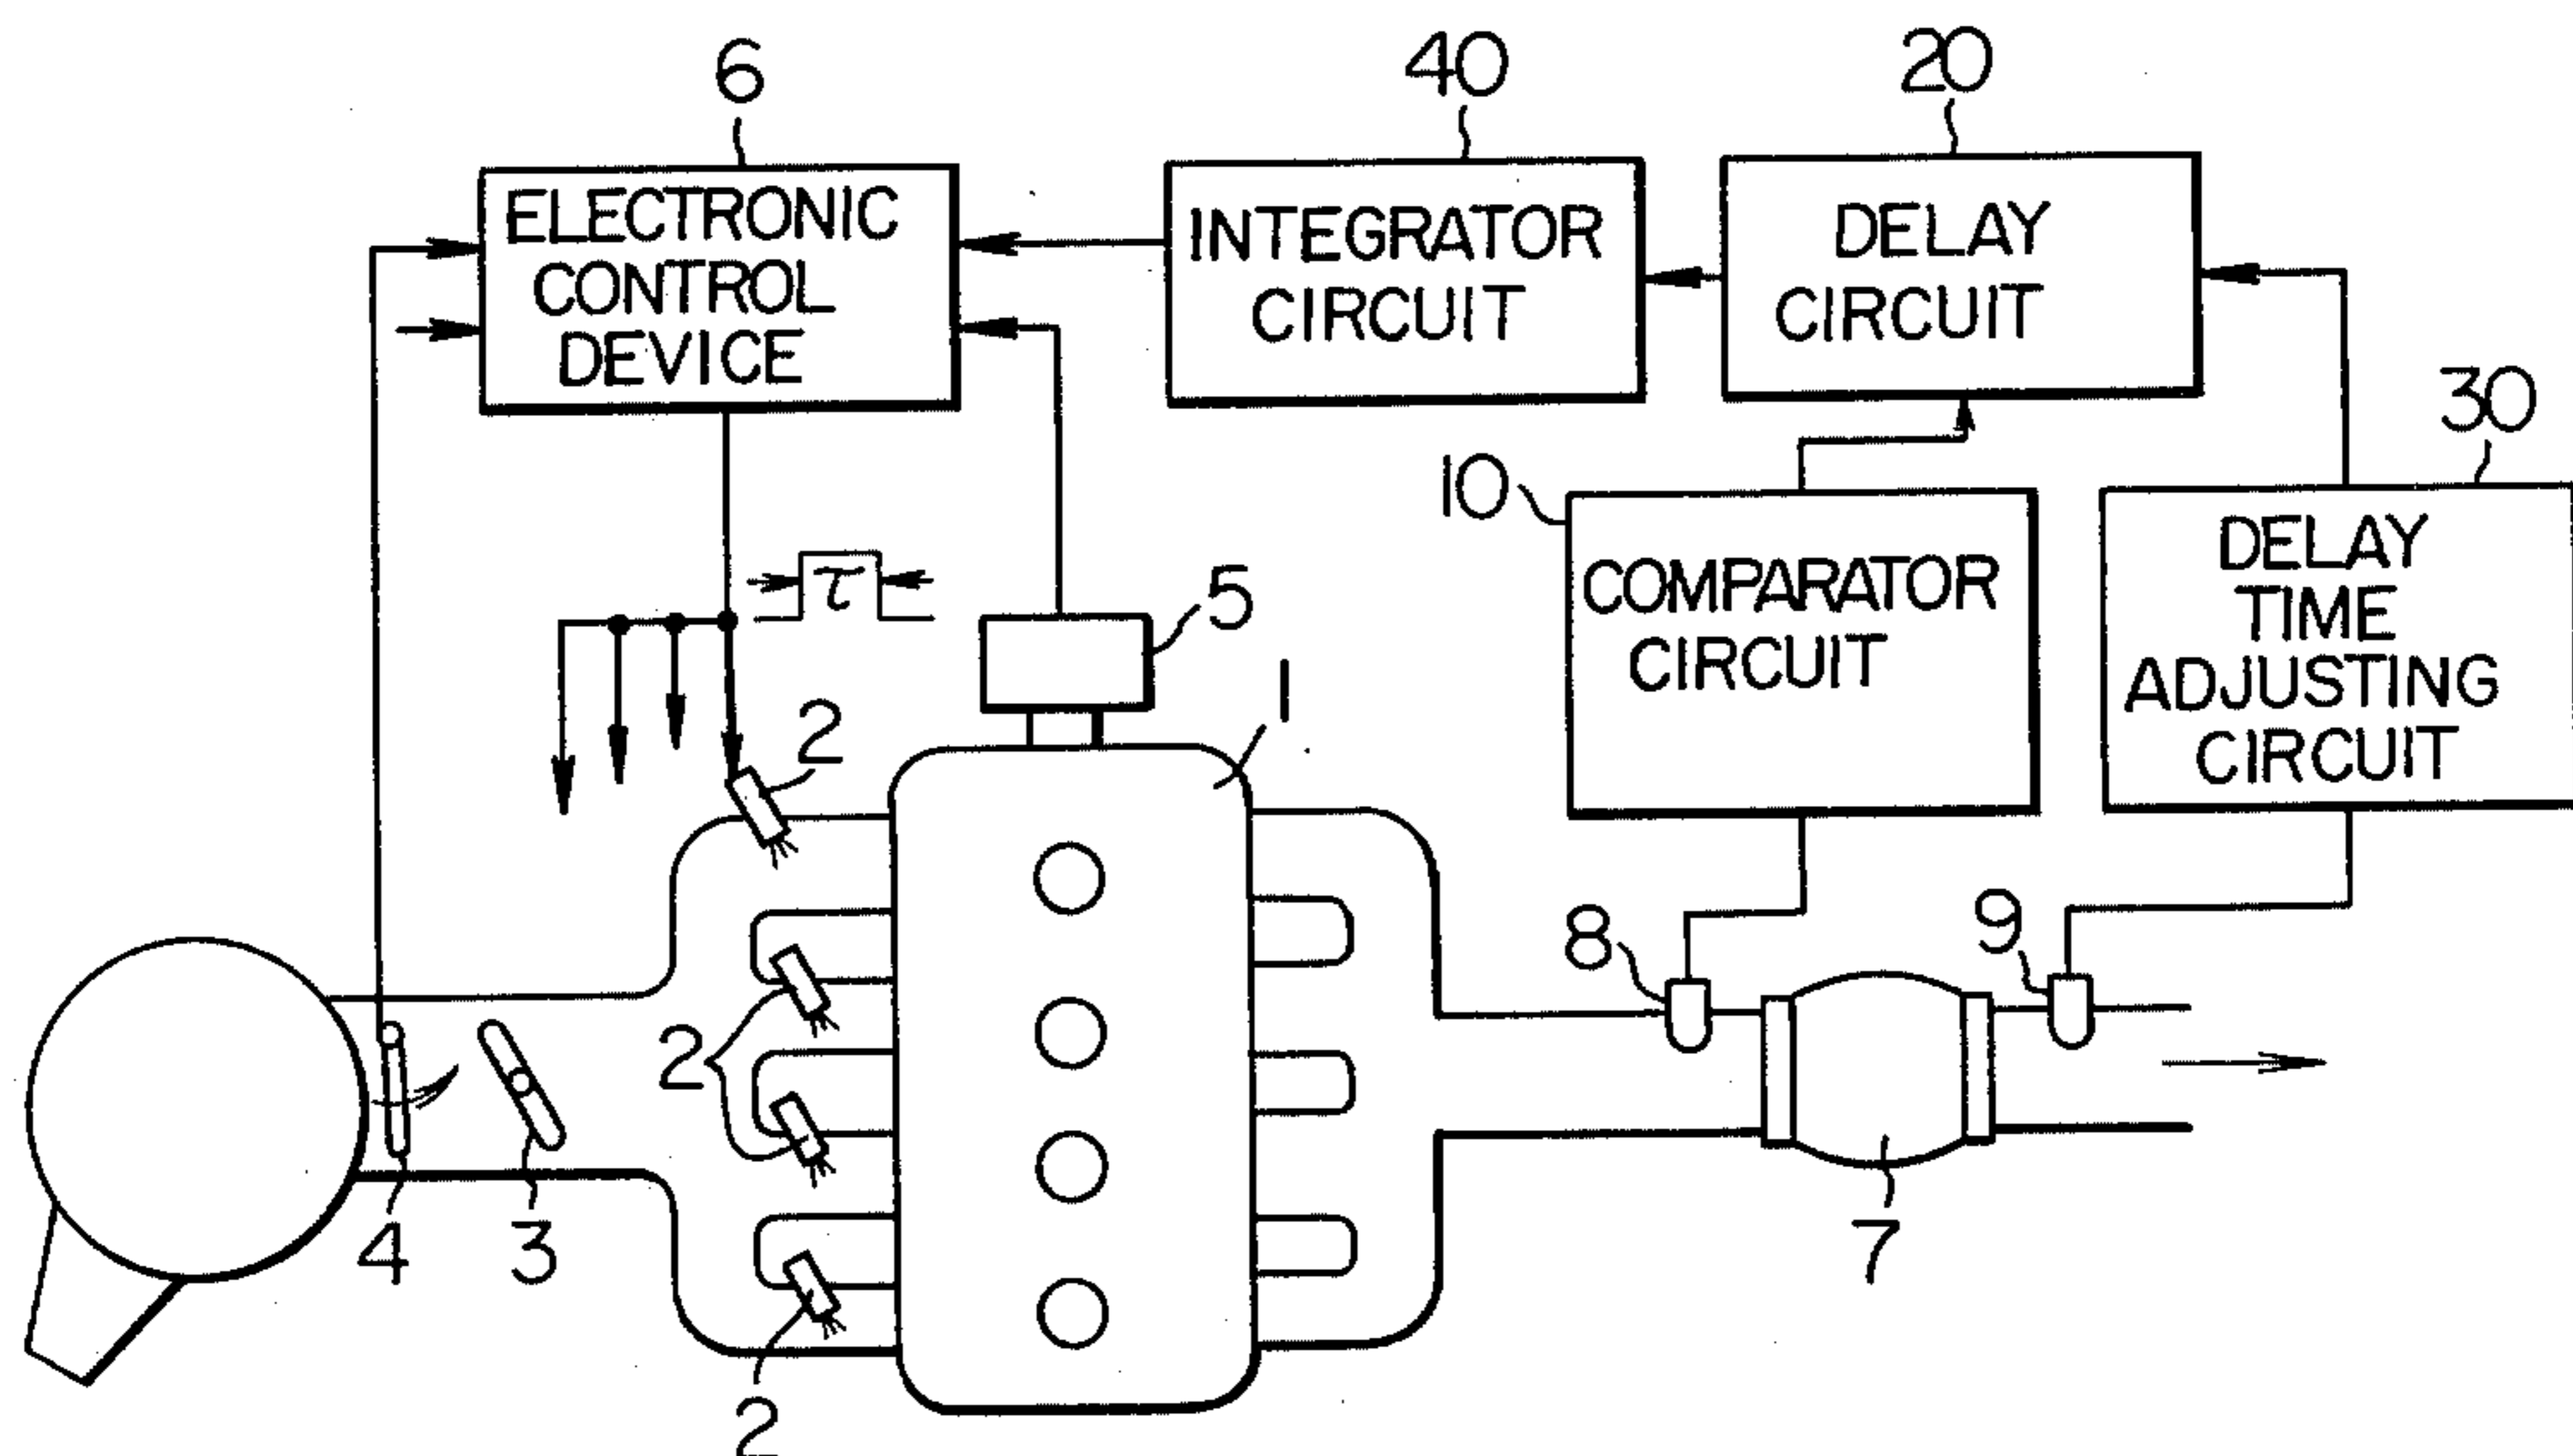 6
40
20
ELECTRONIC
CONTROL
DEVICE
INTEGRATOR
CIRCUIT
DELAY
CIRCUIT
30
10
COMPARATOR
CIRCUIT
DELAY
TIME
ADJUSTING
CIRCUIT
τ
5
1
2
8
9
2
4
3
7
2